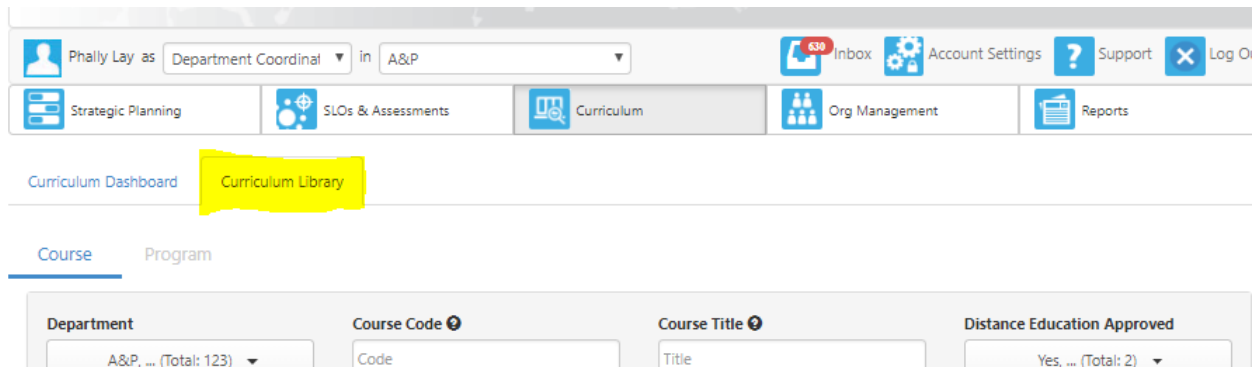 Phally Lay as Department Coordinat in A&P 630 Inbox Account Settings ? Support Log Ou
Strategic Planning SLOs & Assessments Curriculum Org Management Reports
Curriculum Dashboard Curriculum Library
Course Program
Department Course Code ? Course Title ? Distance Education Approved
A&P, ... (Total: 123) Code Title Yes, ... (Total: 2)